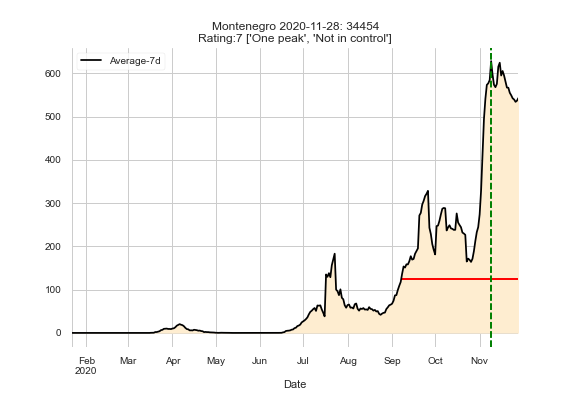 Montenegro 2020-11-28: 34454
Rating:7 ['One peak', 'Not in control']
Average-7d
600
500
400
300
200
100
0
Feb Mar Apr May Jun Jul Aug Sep Oct Nov
2020
Date